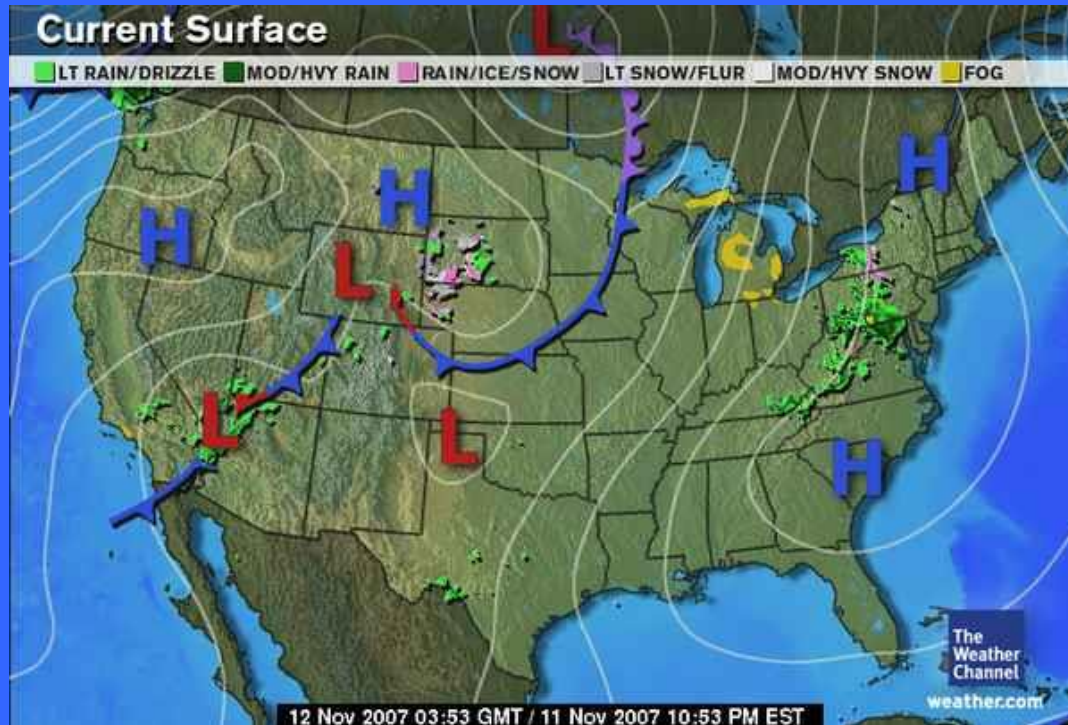 Current Surface
LT RAIN/DRIZZLE MOD/HVY RAIN RAIN/ICE/SNOW LT SNOW/FLUR MOD/HVY SNOW FOG
L
H
H
H
L
L
L
H
The
Weather
Channel
weather.com
12 Nov 2007 03:53 GMT / 11 Nov 2007 10:53 PM EST